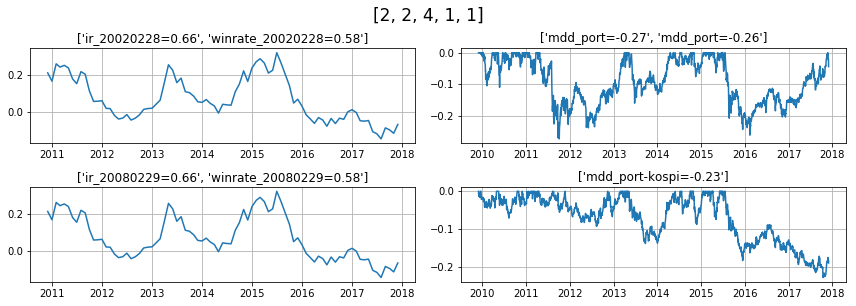 [2, 2, 4, 1, 1]
['ir_20020228=0.66', 'winrate_20020228=0.58']
0.2
0.0
2011 2012 2013 2014 2015 2016 2017 2018
['mdd_port=-0.27', 'mdd_port=-0.26']
0.0
−0.1
−0.2
2010 2011 2012 2013 2014 2015 2016 2017 2018
['ir_20080229=0.66', 'winrate_20080229=0.58']
0.2
0.0
2011 2012 2013 2014 2015 2016 2017 2018
['mdd_port-kospi=-0.23']
0.0
−0.1
−0.2
2010 2011 2012 2013 2014 2015 2016 2017 2018